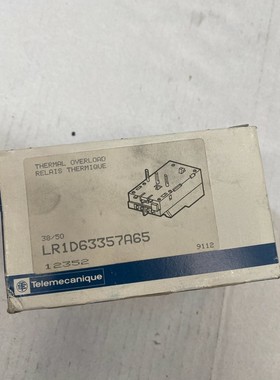 THERMAL OVERLOAD
RELAIS THERMIQUE
38/50
LR1D63357A65
12352
9112
Telemecanique